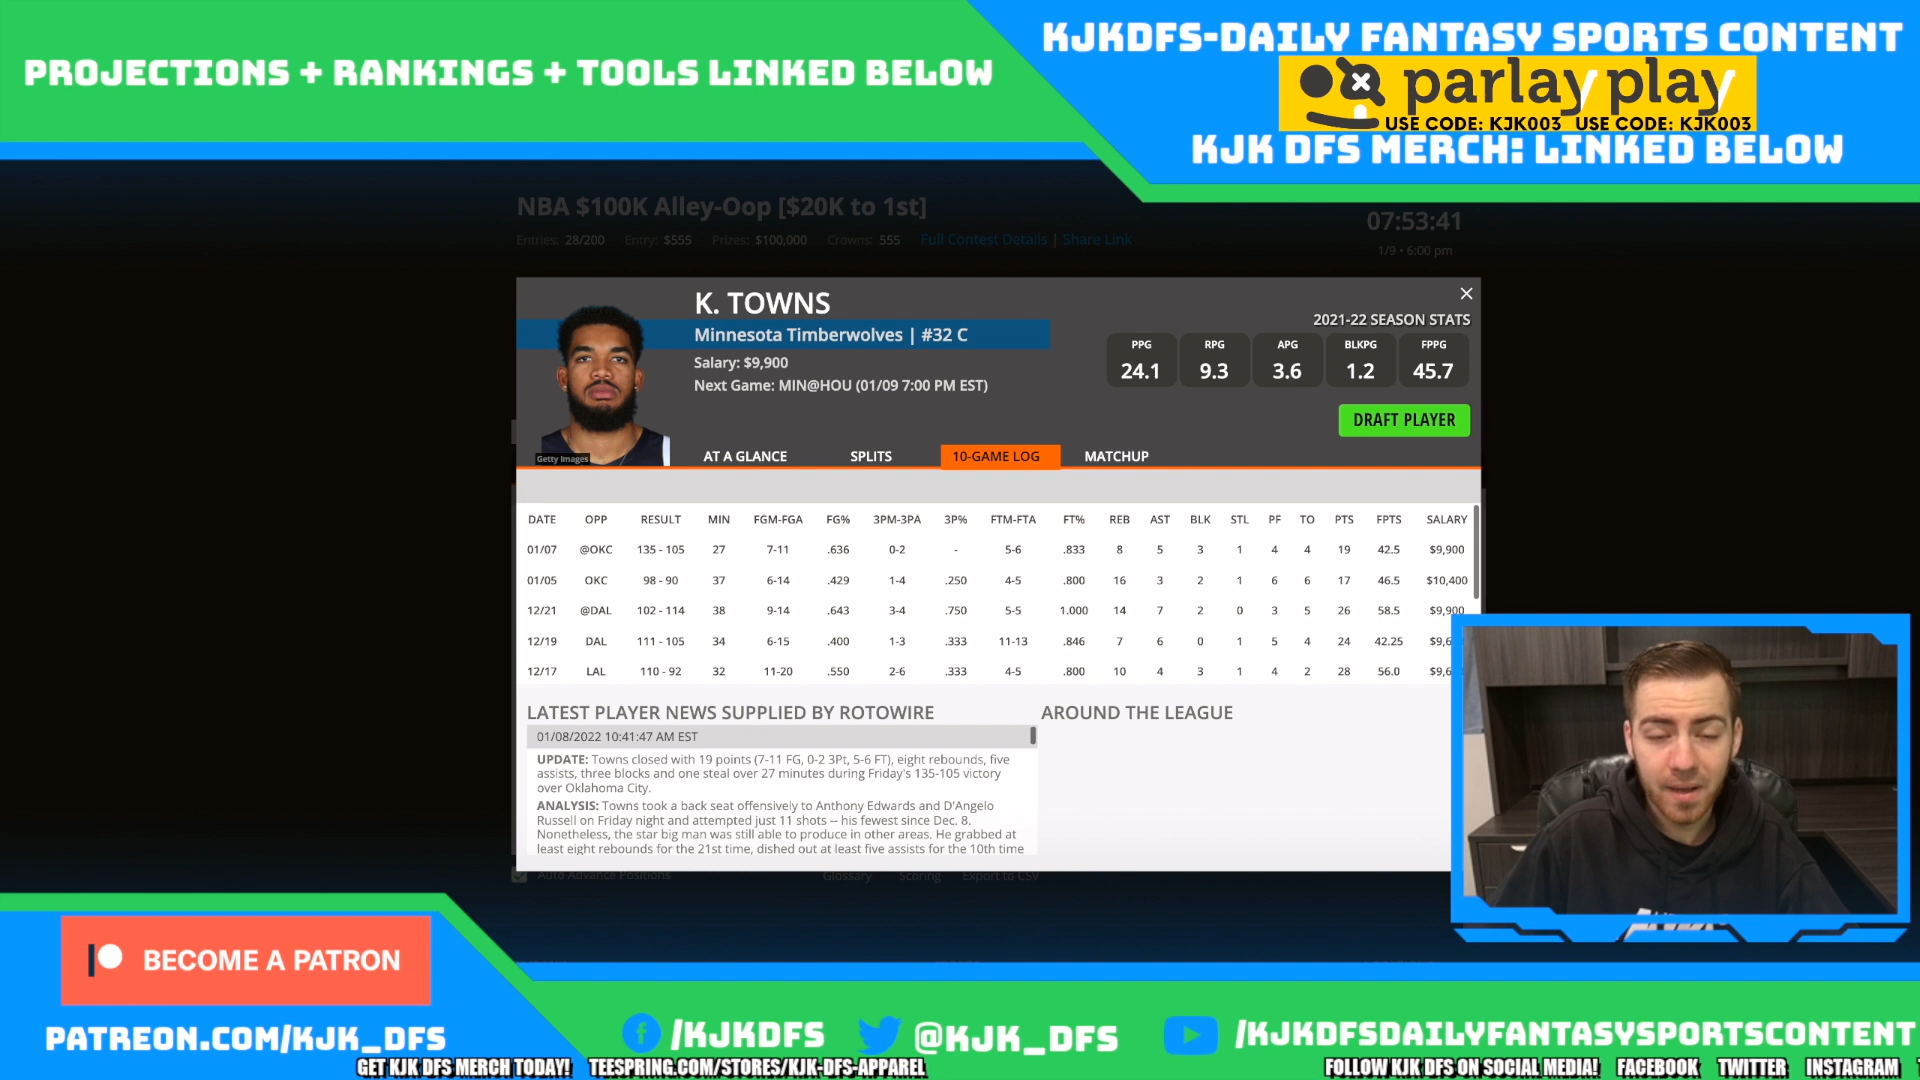 PROJECTIONS + RANKINGS + TOOLS LINKED BELOW
KJKDFS-DAILY FANTASY SPORTS CONTENT
parlay play
USE CODE: KJK003 USE CODE: KJK003
KJK DFS MERCH: LINKED BELOW
NBA $100K Alley-Oop [$20K to 1st]
07:53:41
Entries: 28/200 Entry: $555 Prizes: $100,000 Crowns: 555 Full Contest Details | Share Link
1/9 • 6:00 pm
K. TOWNS
Minnesota Timberwolves | #32 C
Salary: $9,900
Next Game: MIN@HOU (01/09 7:00 PM EST)
2021-22 SEASON STATS
PPG RPG APG BLKPG FPPG
24.1 9.3 3.6 1.2 45.7
DRAFT PLAYER
Getty Images
AT A GLANCE SPLITS 10-GAME LOG MATCHUP
DATE OPP RESULT MIN FGM-FGA FG% 3PM-3PA 3P% FTM-FTA FT% REB AST BLK STL PF TO PTS FPTS SALARY
01/07 @OKC 135 - 105 27 7-11 .636 0-2 - 5-6 .833 8 5 3 1 4 4 19 42.5 $9,900
01/05 OKC 98 - 90 37 6-14 .429 1-4 .250 4-5 .800 16 3 2 1 6 6 17 46.5 $10,400
12/21 @DAL 102 - 114 38 9-14 .643 3-4 .750 5-5 1.000 14 7 2 0 3 5 26 58.5 $9,900
12/19 DAL 111 - 105 34 6-15 .400 1-3 .333 11-13 .846 7 6 0 1 5 4 24 42.25 $9,6
12/17 LAL 110 - 92 32 11-20 .550 2-6 .333 4-5 .800 10 4 3 1 4 2 28 56.0 $9,6
LATEST PLAYER NEWS SUPPLIED BY ROTOWIRE
AROUND THE LEAGUE
01/08/2022 10:41:47 AM EST
UPDATE: Towns closed with 19 points (7-11 FG, 0-2 3Pt, 5-6 FT), eight rebounds, five
assists, three blocks and one steal over 27 minutes during Friday's 135-105 victory
over Oklahoma City.
ANALYSIS: Towns took a back seat offensively to Anthony Edwards and D'Angelo
Russell on Friday night and attempted just 11 shots -- his fewest since Dec. 8.
Nonetheless, the star big man was still able to produce in other areas. He grabbed at
least eight rebounds for the 21st time, dished out at least five assists for the 10th time
Auto Advance Positions Glossary Scoring Export to CSV
BECOME A PATRON
PATREON.COM/KJK_DFS
/KJKDFS
@KJK_DFS
/KJKDFSDAILYFANTASYSPORTSCONTENT
GET KJK DFS MERCH TODAY! TEESPRING.COM/STORES/KJK-DFS-APPAREL
FOLLOW KJK DFS ON SOCIAL MEDIA! FACEBOOK TWITTER INSTAGRAM